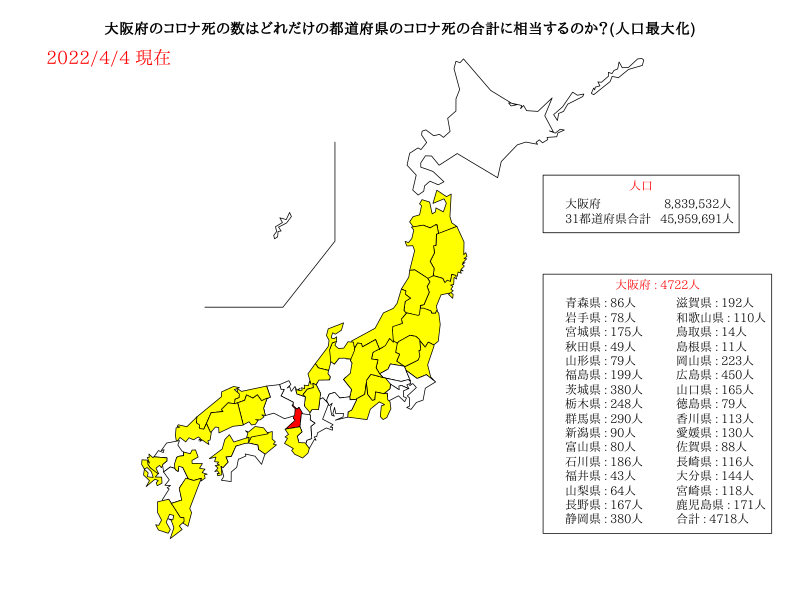 大阪府のコロナ死の数はどれだけの都道府県のコロナ死の合計に相当するのか?(人口最大化)
2022/4/4 現在
人口
大阪府 8,839,532人
31都道府県合計 45,959,691人
大阪府 : 4722人
青森県 : 86人 滋賀県 : 192人
岩手県 : 78人 和歌山県 : 110人
宮城県 : 175人 鳥取県 : 14人
秋田県 : 49人 島根県 : 11人
山形県 : 79人 岡山県 : 223人
福島県 : 199人 広島県 : 450人
茨城県 : 380人 山口県 : 165人
栃木県 : 248人 徳島県 : 79人
群馬県 : 290人 香川県 : 113人
新潟県 : 90人 愛媛県 : 130人
富山県 : 80人 佐賀県 : 88人
石川県 : 186人 長崎県 : 116人
福井県 : 43人 大分県 : 144人
山梨県 : 64人 宮崎県 : 118人
長野県 : 167人 鹿児島県 : 171人
静岡県 : 380人 合計 : 4718人